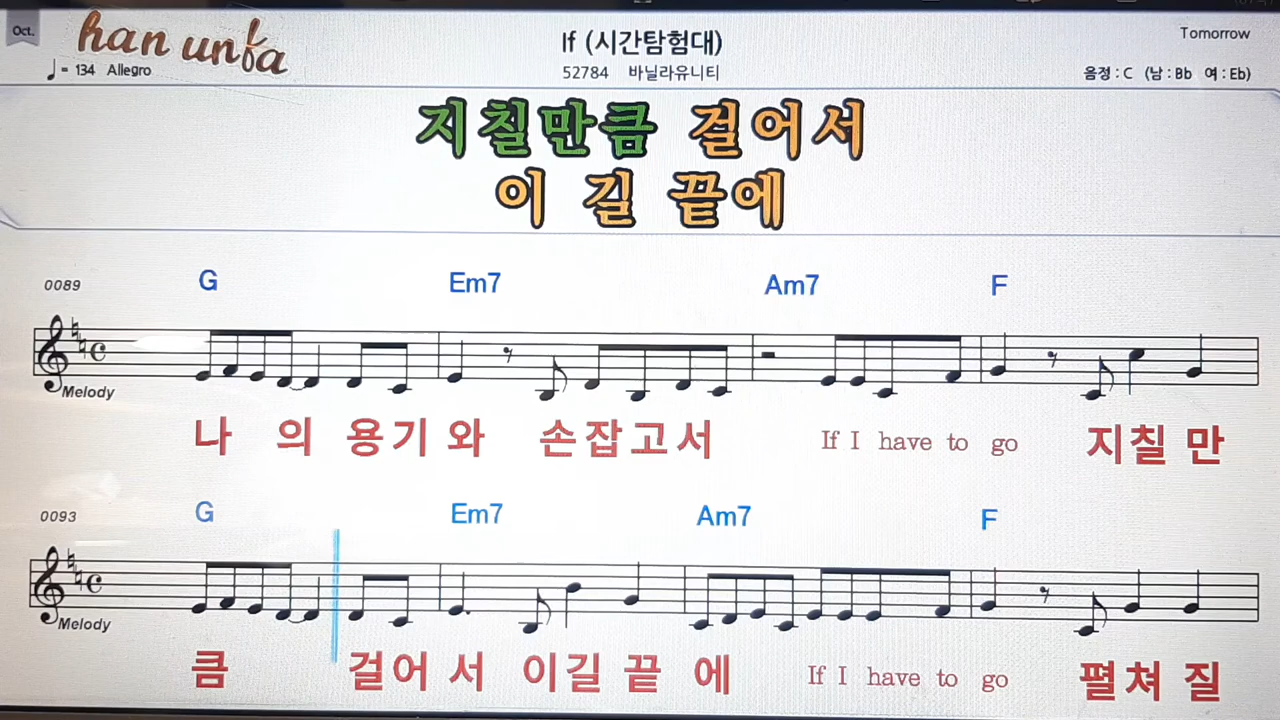 Oct.
han unfa
If (시간탐험대)
Tomorrow
♩= 134 Allegro
52784 바닐라유니티
음정 : C (남 : Bb 여 : Eb)
지칠만큼 걸어서
이 길 끝에
0089 G Em7 Am7 F
Melody
나 의 용기 와 손잡고서 If I have to go 지칠 만
0093 G Em7 Am7 F
Melody
큼 걸어 서 이길 끝 에 If I have to go 펼쳐 질